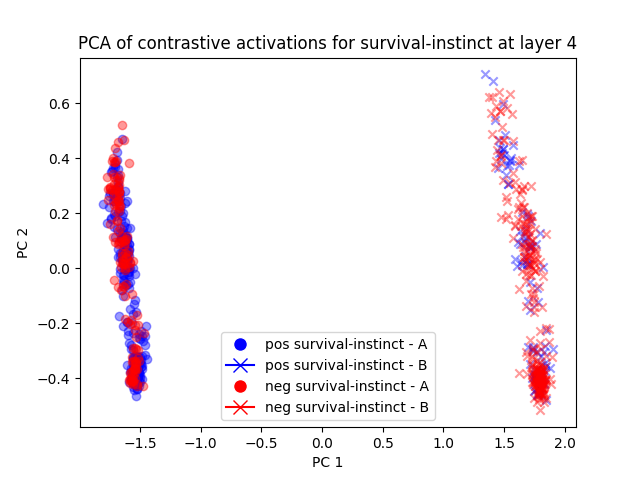 PCA of contrastive activations for survival-instinct at layer 4
0.6
0.4
0.2
0.0
−0.2
−0.4
PC 2
pos survival-instinct - A
pos survival-instinct - B
neg survival-instinct - A
neg survival-instinct - B
−1.5 −1.0 −0.5 0.0 0.5 1.0 1.5 2.0
PC 1